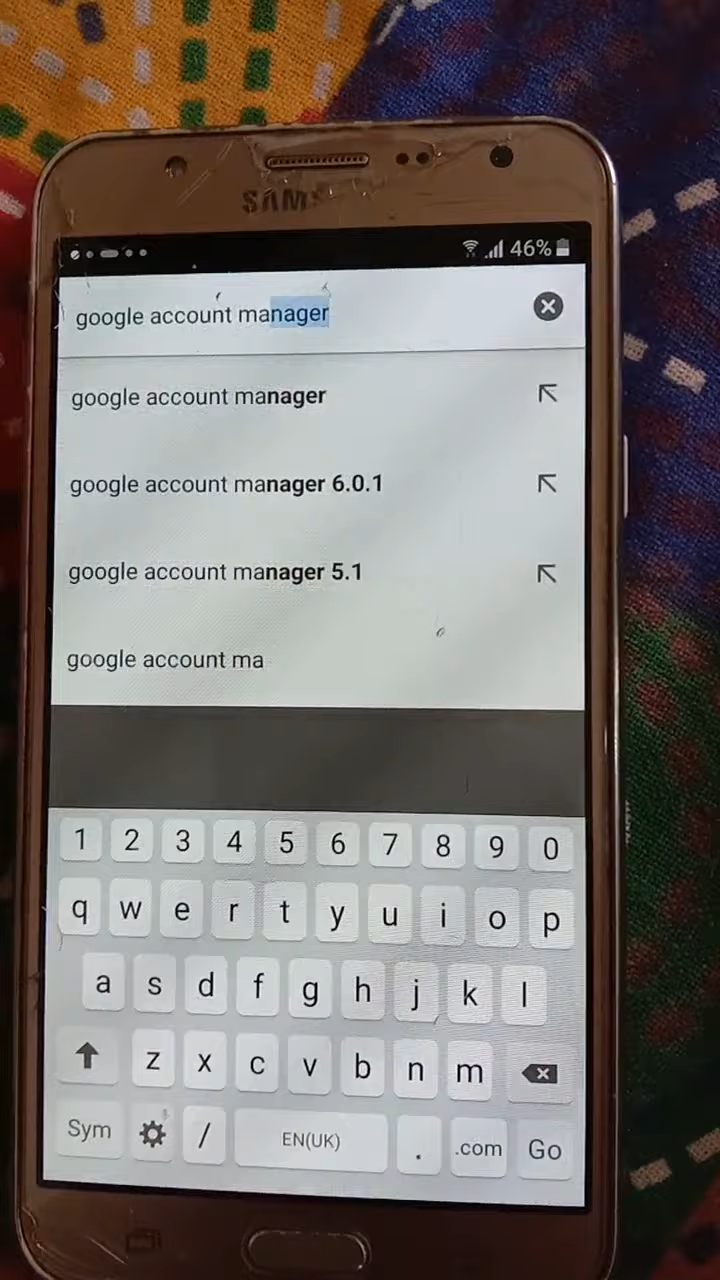 SAMS
46%
google account manager
google account manager
google account manager 6.0.1
google account manager 5.1
google account ma
1 2 3 4 5 6 7 8 9 0
q w e r t y u i o p
a s d f g h j k l
z x c v b n m
Sym / EN(UK) . .com Go